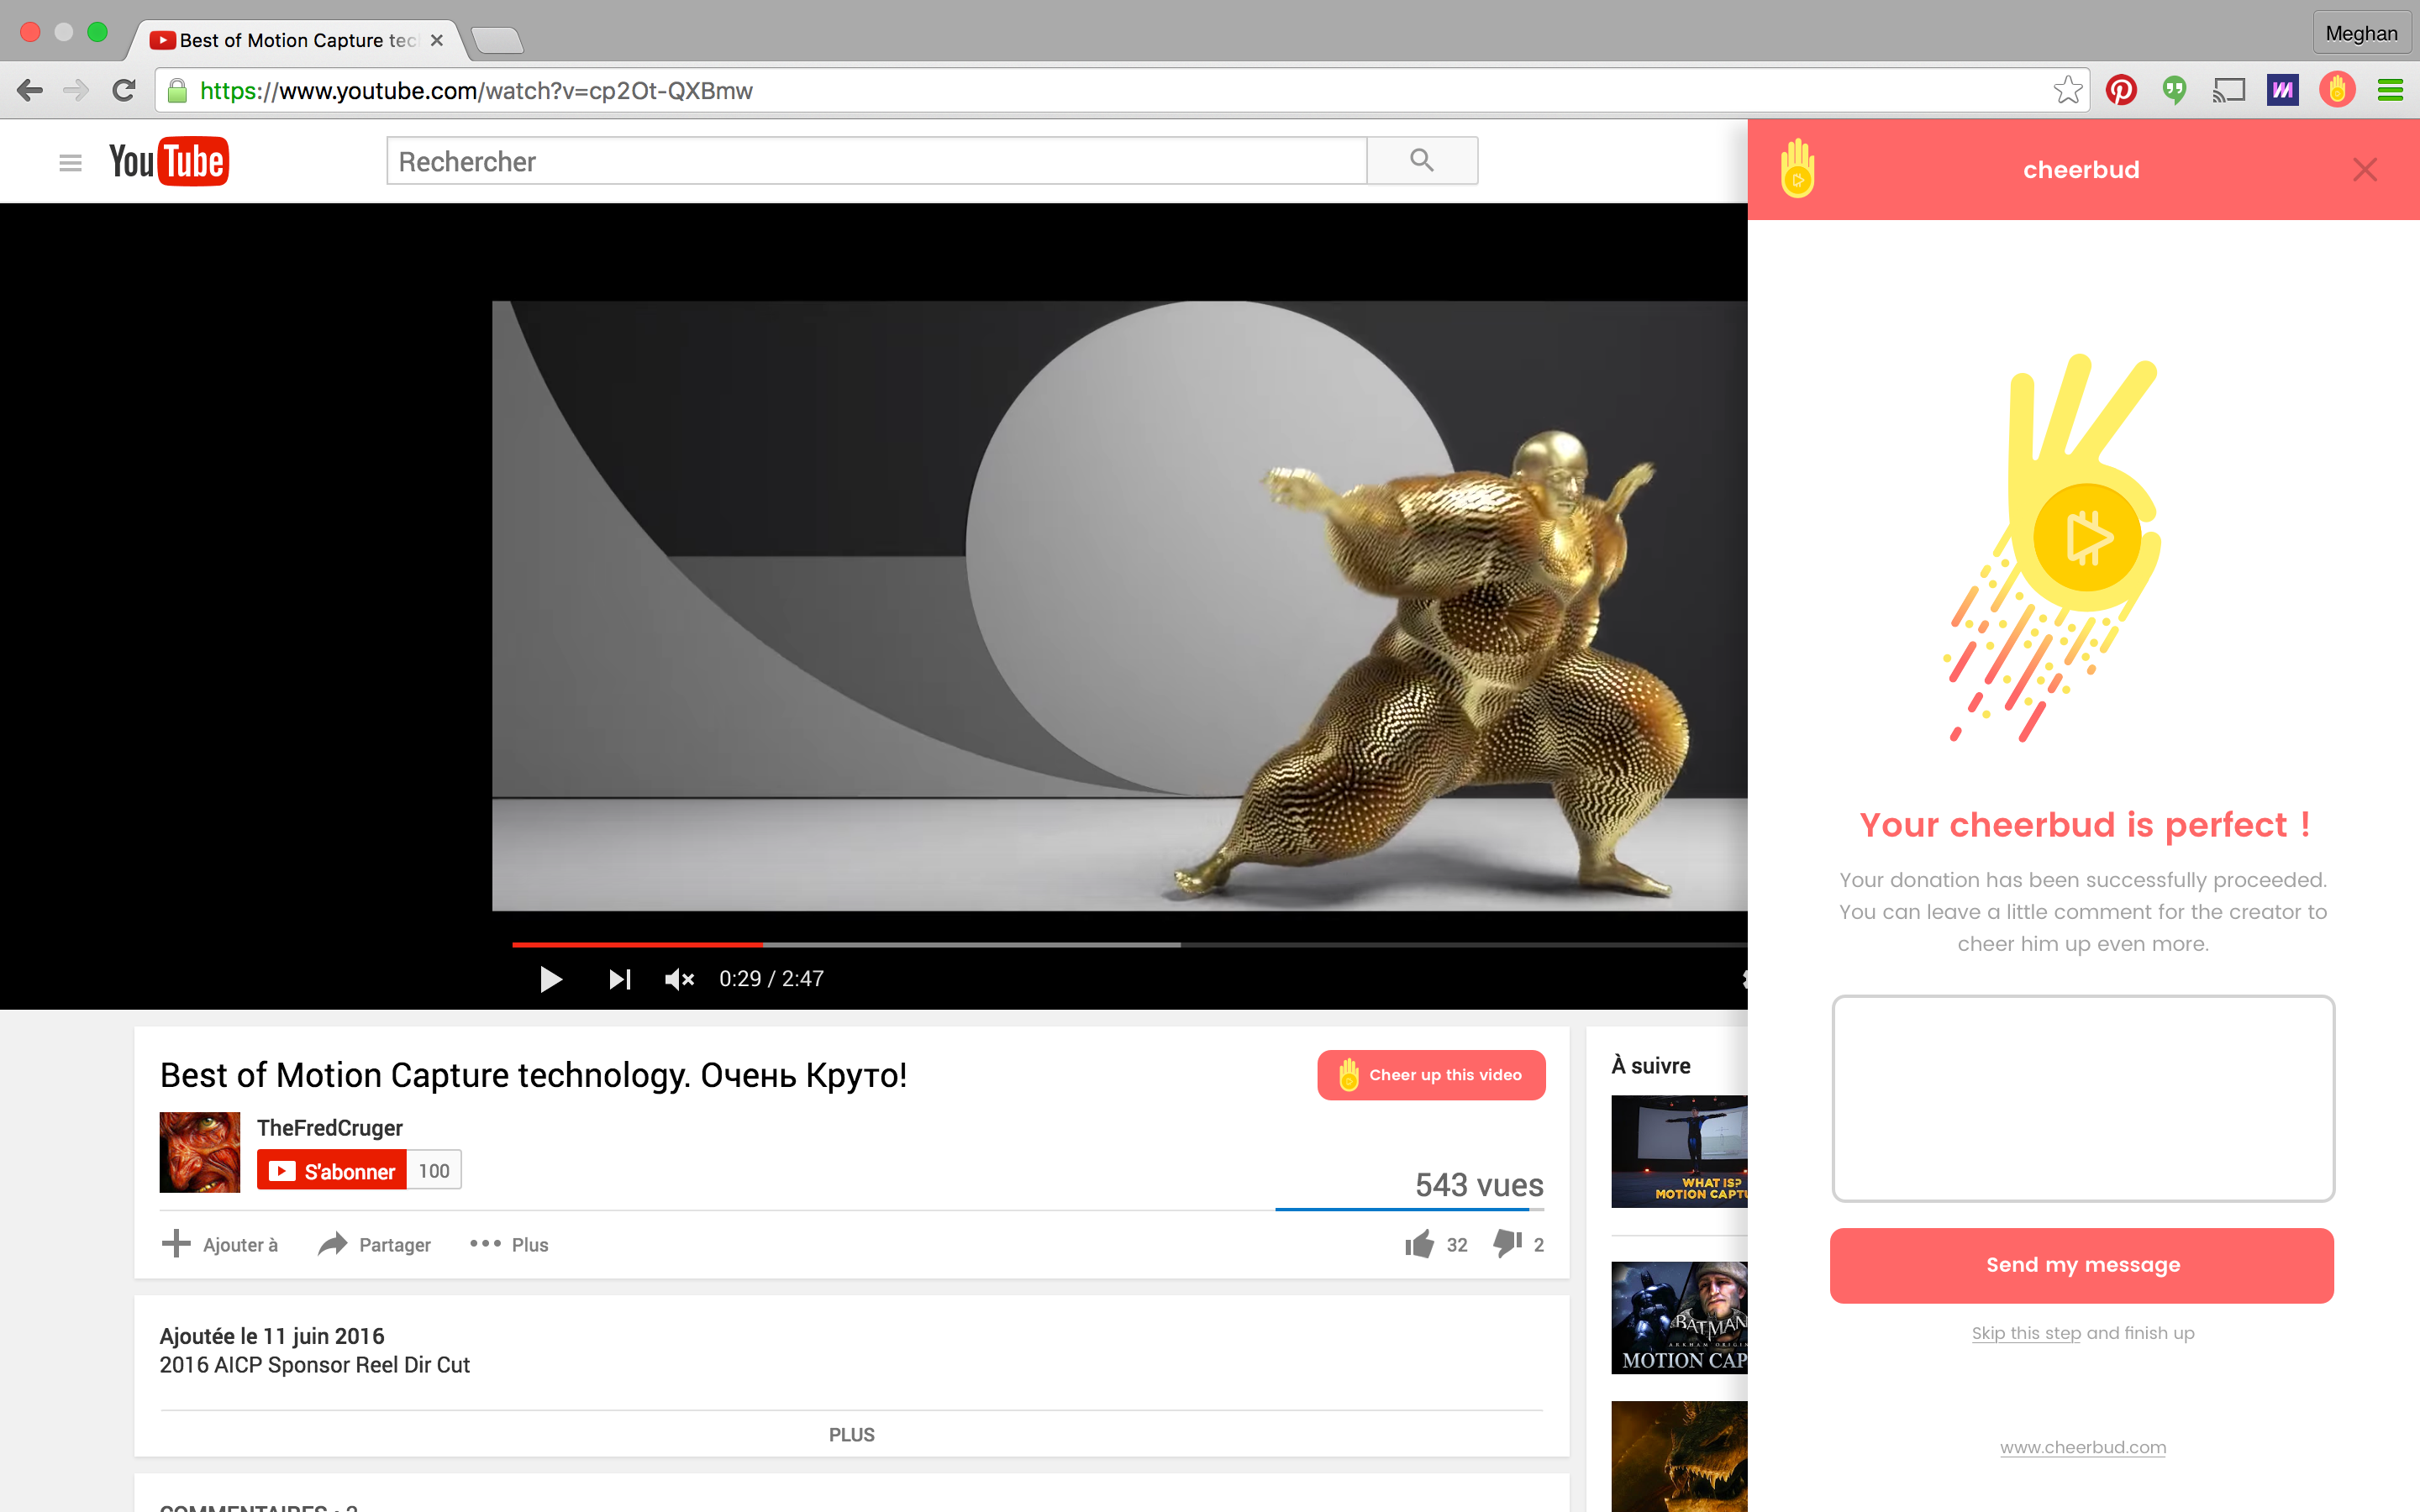 Best of Motion Capture tec
Meghan
https://www.youtube.com/watch?v=cp2Ot-QXBmw
YouTube
Rechercher
cheerbud
0:29 / 2:47
Best of Motion Capture technology. Очень Круто!
Cheer up this video
TheFredCruger
S'abonner
100
543 vues
Ajouter à
Partager
Plus
32
2
Ajoutée le 11 juin 2016
2016 AICP Sponsor Reel Dir Cut
PLUS
COMMENTAIRES • 2
À suivre
WHAT IS?
MOTION CAPTU
BATMAN
ARKHAM ORIGI
MOTION CAP
Your cheerbud is perfect !
Your donation has been successfully proceeded.
You can leave a little comment for the creator to
cheer him up even more.
Send my message
Skip this step and finish up
www.cheerbud.com